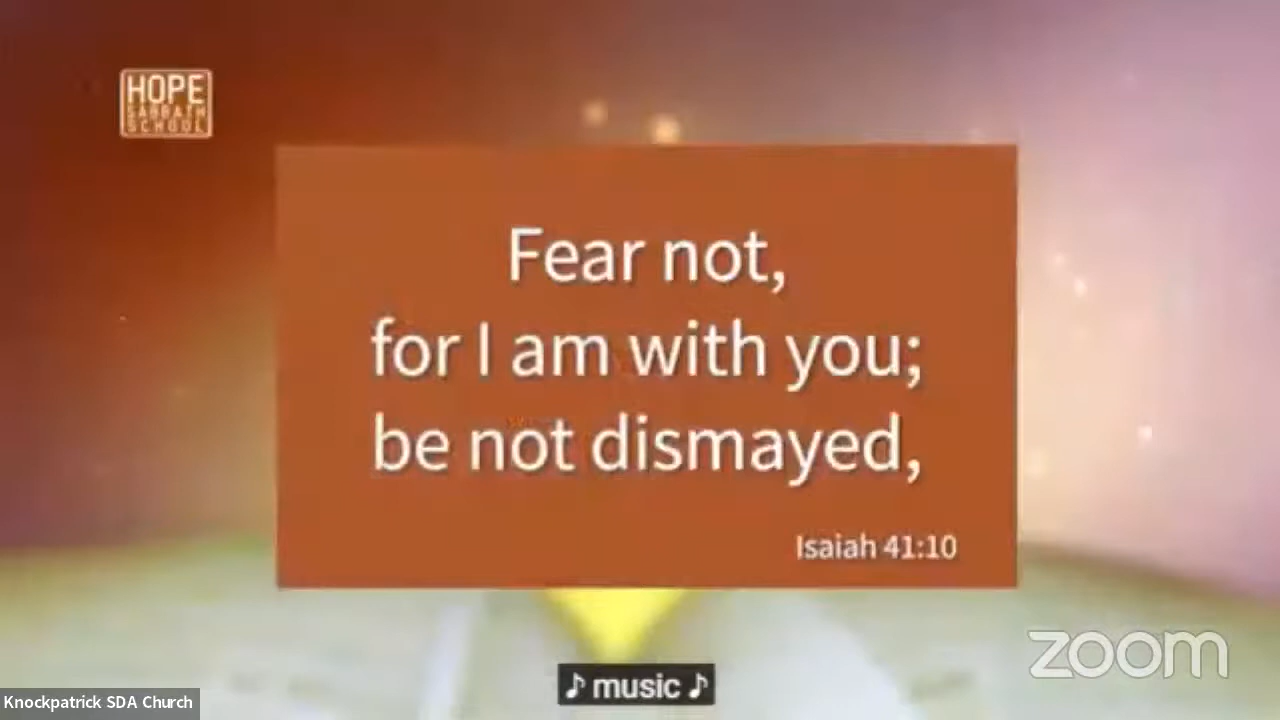 HOPE
SABBATH
SCHOOL
Fear not,
for I am with you;
be not dismayed,
Isaiah 41:10
zoom
♪ music ♪
Knockpatrick SDA Church